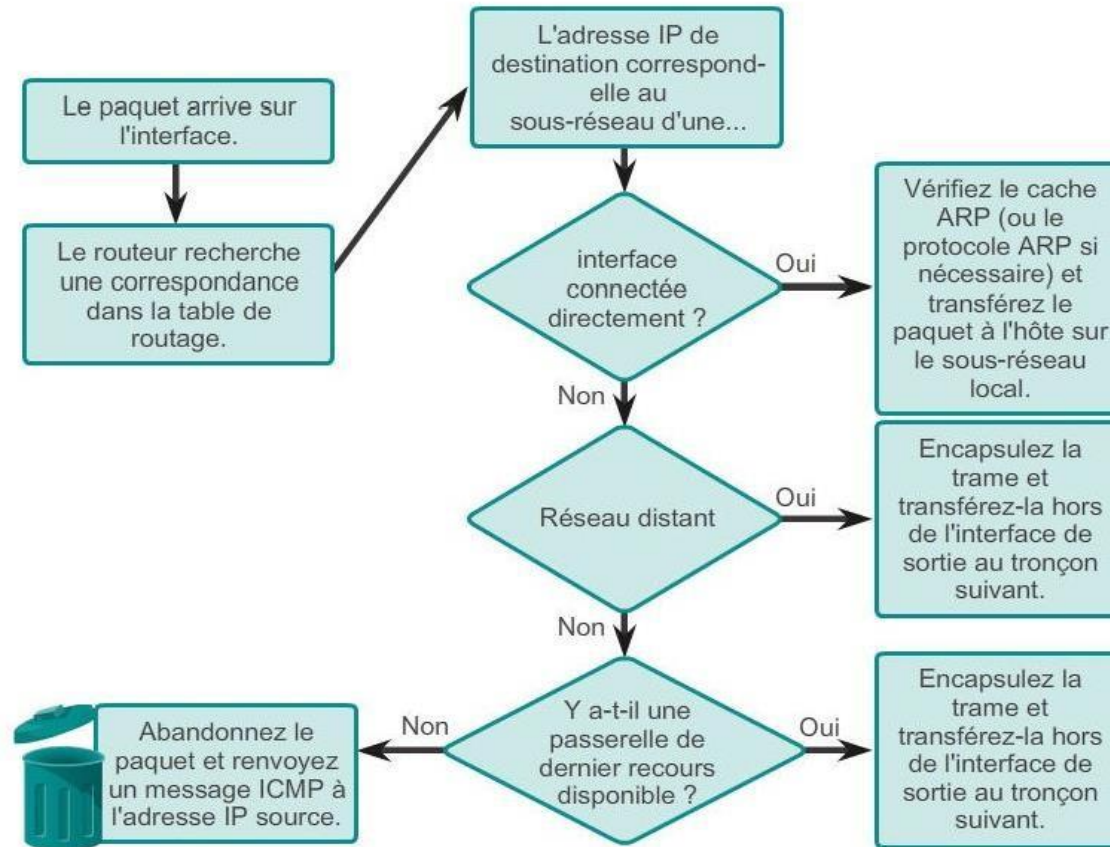 Le paquet arrive sur
l'interface.
Le routeur recherche
une correspondance
dans la table de
routage.
L'adresse IP de
destination correspond-
elle au
sous-réseau d'une...
interface
connectée
directement ?
Oui
Vérifiez le cache
ARP (ou le
protocole ARP si
nécessaire) et
transférez le
paquet à l'hôte sur
le sous-réseau
local.
Non
Réseau distant
Oui
Encapsulez la
trame et
transférez-la hors
de l'interface de
sortie au tronçon
suivant.
Non
Y a-t-il une
passerelle de
dernier recours
disponible ?
Oui
Encapsulez la
trame et
transférez-la hors
de l'interface de
sortie au tronçon
suivant.
Non
Abandonnez le
paquet et renvoyez
un message ICMP à
l'adresse IP source.